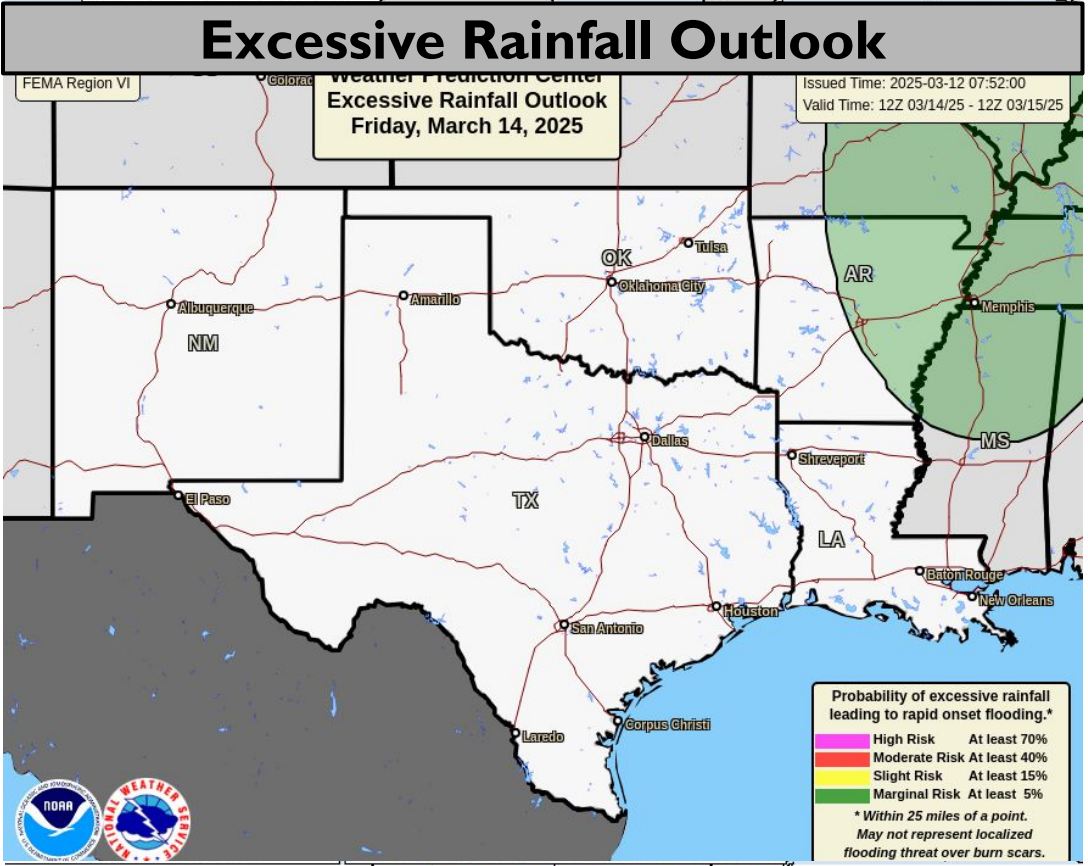 Excessive Rainfall Outlook
FEMA Region VI
Weather Prediction Center
Excessive Rainfall Outlook
Friday, March 14, 2025
Issued Time: 2025-03-12 07:52:00
Valid Time: 12Z 03/14/25 - 12Z 03/15/25
Tulsa
OK
Oklahoma City
AR
Amarillo
Albuquerque
Memphis
NM
Dallas
MS
Shreveport
El Paso
TX
LA
Baton Rouge
New Orleans
Houston
San Antonio
Corpus Christi
Laredo
Probability of excessive rainfall
leading to rapid onset flooding.*
High Risk At least 70%
Moderate Risk At least 40%
Slight Risk At least 15%
Marginal Risk At least 5%
* Within 25 miles of a point.
May not represent localized
flooding threat over burn scars.
NOAA
NATIONAL WEATHER SERVICE